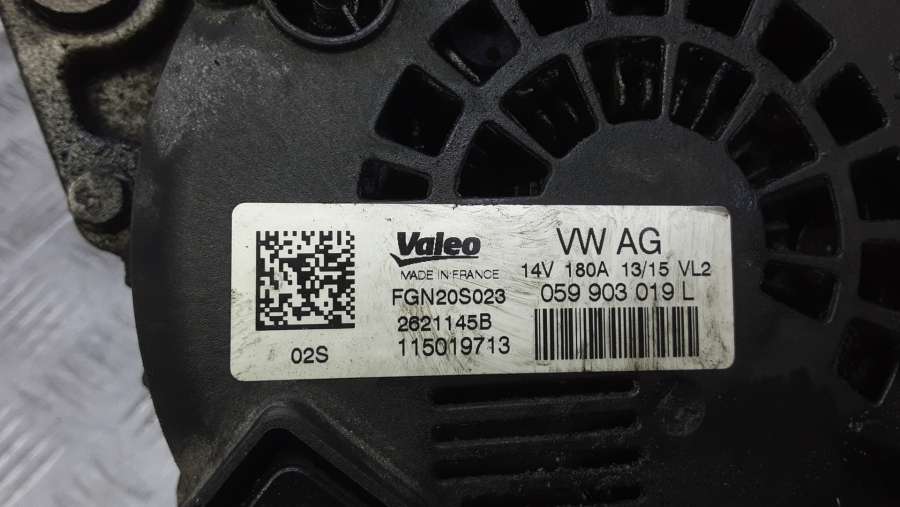 Valeo
MADE IN FRANCE
FGN20S023
2621145B
115019713
02S
VW AG
14V 180A 13/15 VL2
059 903 019 L